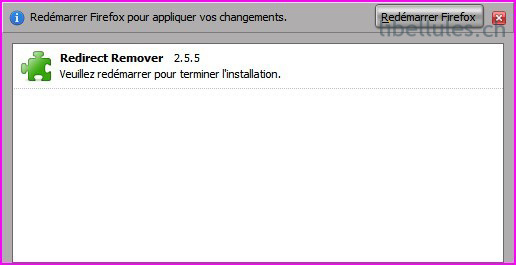 Redémarrer Firefox pour appliquer vos changements.
Redémarrer Firefox
libellules.ch
Redirect Remover 2.5.5
Veuillez redémarrer pour terminer l'installation.